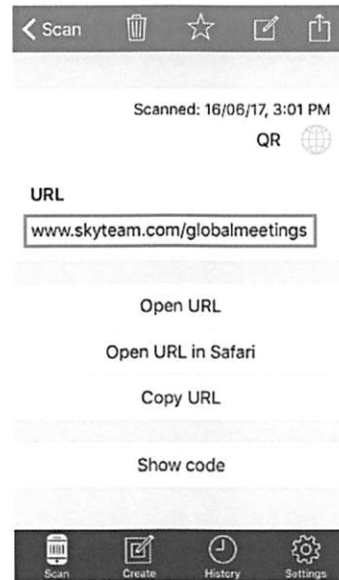 Scan
Scanned: 16/06/17, 3:01 PM
QR
URL
www.skyteam.com/globalmeetings
Open URL
Open URL in Safari
Copy URL
Show code
Scan
Create
History
Settings